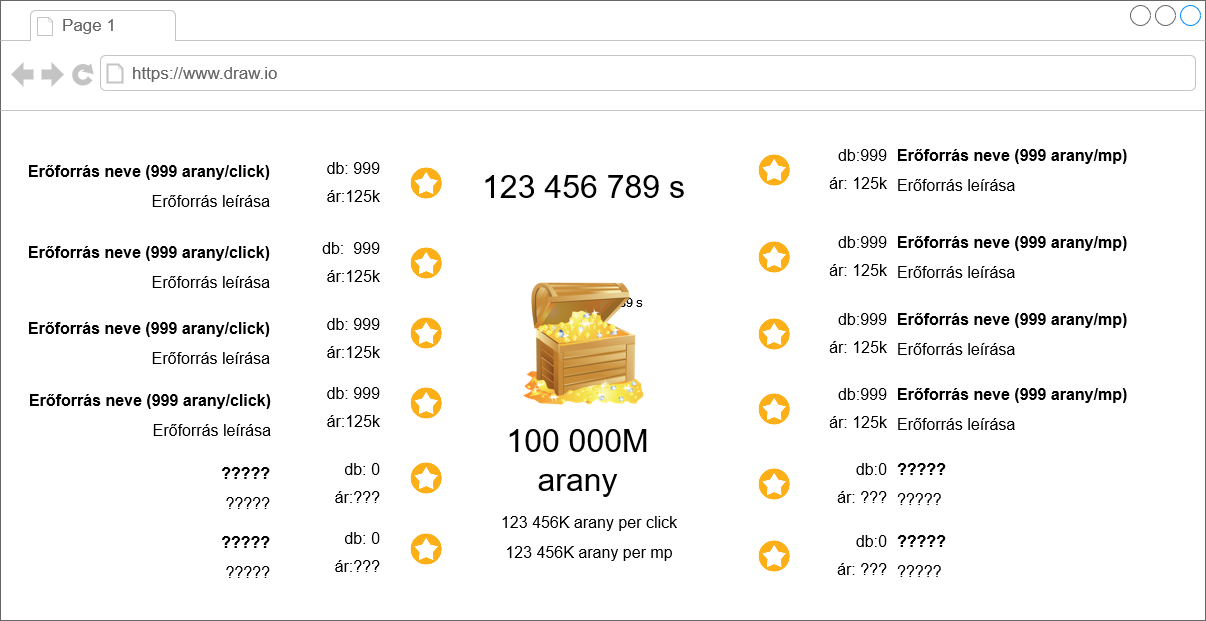 Page 1
https://www.draw.io
Erőforrás neve (999 arany/click)
Erőforrás leírása
db: 999
ár:125k
Erőforrás neve (999 arany/click)
Erőforrás leírása
db:  999
ár:125k
Erőforrás neve (999 arany/click)
Erőforrás leírása
db: 999
ár:125k
Erőforrás neve (999 arany/click)
Erőforrás leírása
db: 999
ár:125k
?????
?????
db: 0
ár:???
?????
?????
db: 0
ár:???
123 456 789 s
9 s
100 000M
arany
123 456K arany per click
123 456K arany per mp
db:999
ár: 125k
Erőforrás neve (999 arany/mp)
Erőforrás leírása
db:999
ár: 125k
Erőforrás neve (999 arany/mp)
Erőforrás leírása
db:999
ár: 125k
Erőforrás neve (999 arany/mp)
Erőforrás leírása
db:999
ár: 125k
Erőforrás neve (999 arany/mp)
Erőforrás leírása
db:0
ár: ???
?????
?????
db:0
ár: ???
?????
?????